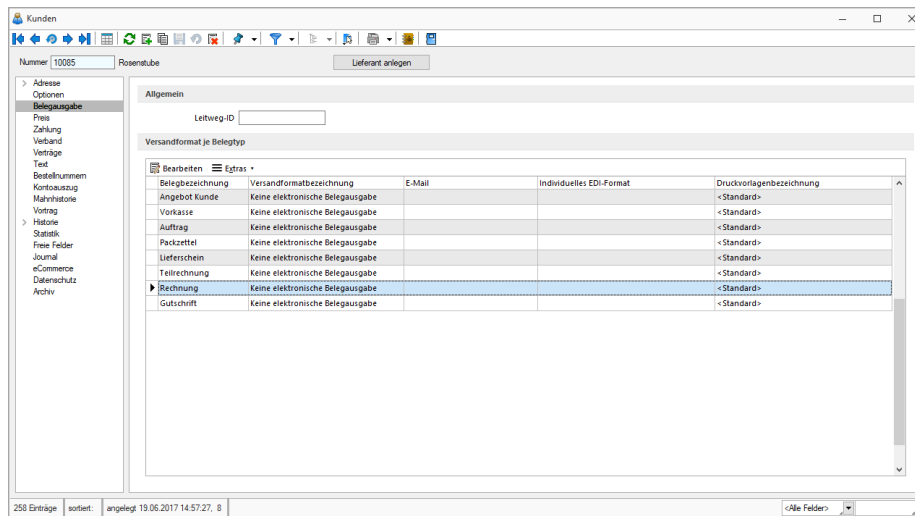 Kunden
Nummer 10085 Rosenstube Lieferant anlegen
Adresse
Optionen
Belegausgabe
Preis
Zahlung
Verband
Verträge
Text
Bestellnummern
Kontoauszug
Mahnhistorie
Vortrag
Historie
Statistik
Freie Felder
Journal
eCommerce
Datenschutz
Archiv
Allgemein
Leitweg-ID
Versandformat je Belegtyp
Bearbeiten Extras
Belegbezeichnung Versandformatbezeichnung E-Mail Individuelles EDI-Format Druckvorlagenbezeichnung
Angebot Kunde Keine elektronische Belegausgabe <Standard>
Vorkasse Keine elektronische Belegausgabe <Standard>
Auftrag Keine elektronische Belegausgabe <Standard>
Packzettel Keine elektronische Belegausgabe <Standard>
Lieferschein Keine elektronische Belegausgabe <Standard>
Teilrechnung Keine elektronische Belegausgabe <Standard>
Rechnung Keine elektronische Belegausgabe <Standard>
Gutschrift Keine elektronische Belegausgabe <Standard>
258 Einträge sortiert: angelegt 19.06.2017 14:57:27, 8 <Alle Felder>